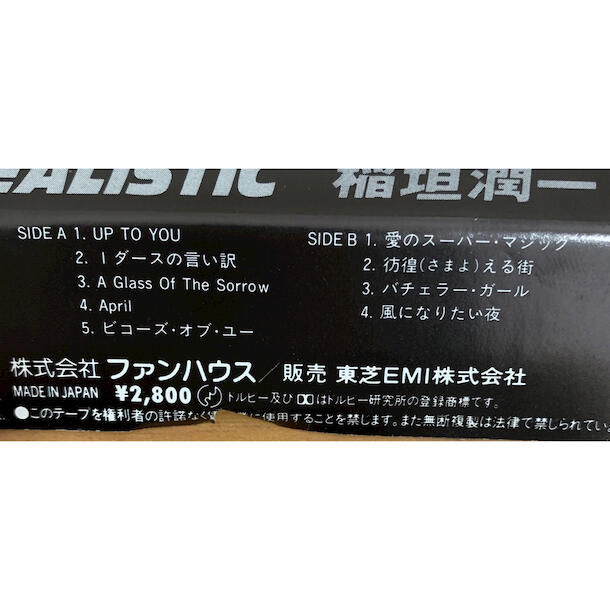 REALISTIC 稲垣潤一
SIDE A 1. UP TO YOU
2. 1ダースの言い訳
3. A Glass Of The Sorrow
4. April
5. ビコーズ・オブ・ユー
SIDE B 1. 愛のスーパー・マジック
2. 彷徨(さまよ)える街
3. バチェラー・ガール
4. 風になりたい夜
株式会社 ファンハウス/販売 東芝EMI株式会社
MADE IN JAPAN ¥2,800 ドルビー及びはドルビー研究所の登録商標です。
●このテープを権利者の許諾なく に使用することを禁じます。また無断複製は法律で禁じられてい